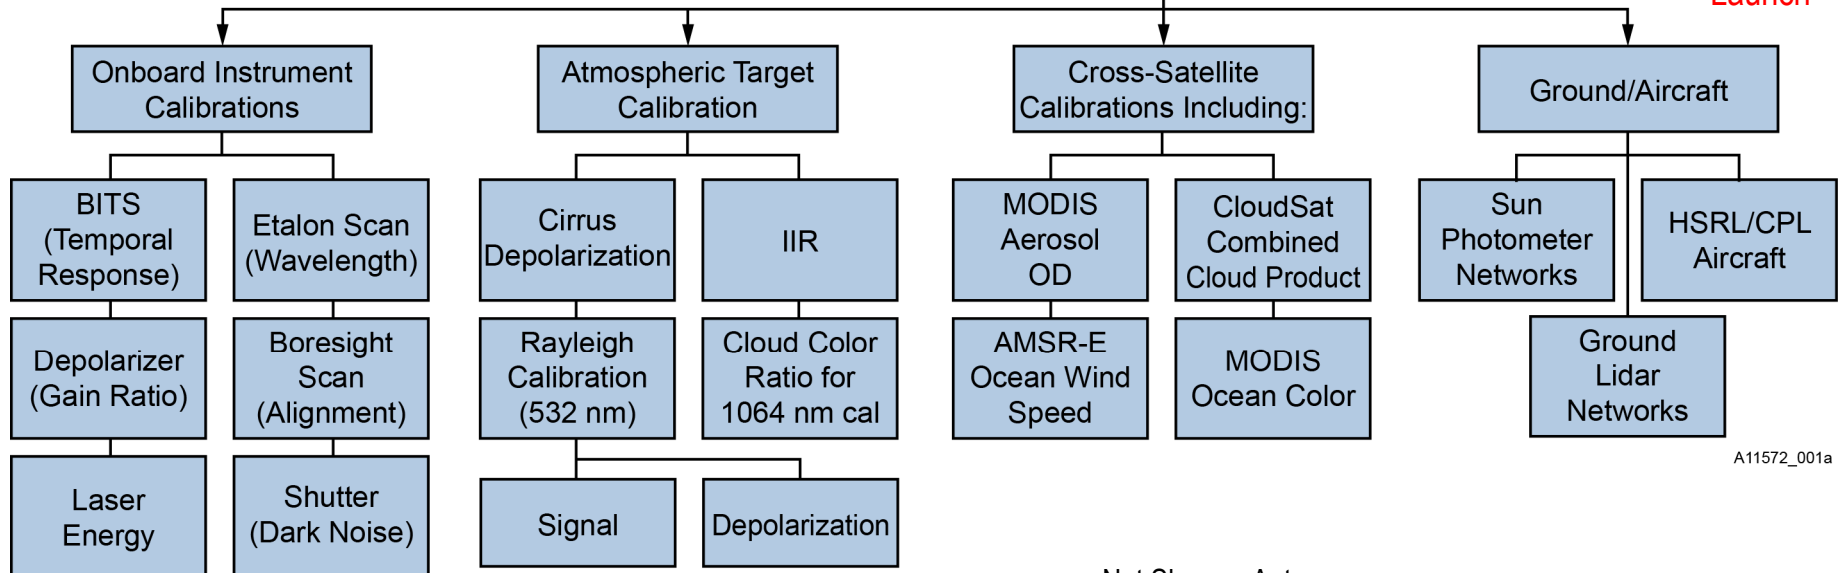 Launch
Onboard Instrument
Calibrations
Atmospheric Target
Calibration
Cross-Satellite
Calibrations Including:
Ground/Aircraft
BITS
(Temporal
Response)
Etalon Scan
(Wavelength)
Cirrus
Depolarization
IIR
MODIS
Aerosol
OD
CloudSat
Combined
Cloud Product
Sun
Photometer
Networks
HSRL/CPL
Aircraft
Depolarizer
(Gain Ratio)
Boresight
Scan
(Alignment)
Rayleigh
Calibration
(532 nm)
Cloud Color
Ratio for
1064 nm cal
AMSR-E
Ocean Wind
Speed
MODIS
Ocean Color
Ground
Lidar
Networks
A11572_001a
Laser
Energy
Shutter
(Dark Noise)
Signal
Depolarization